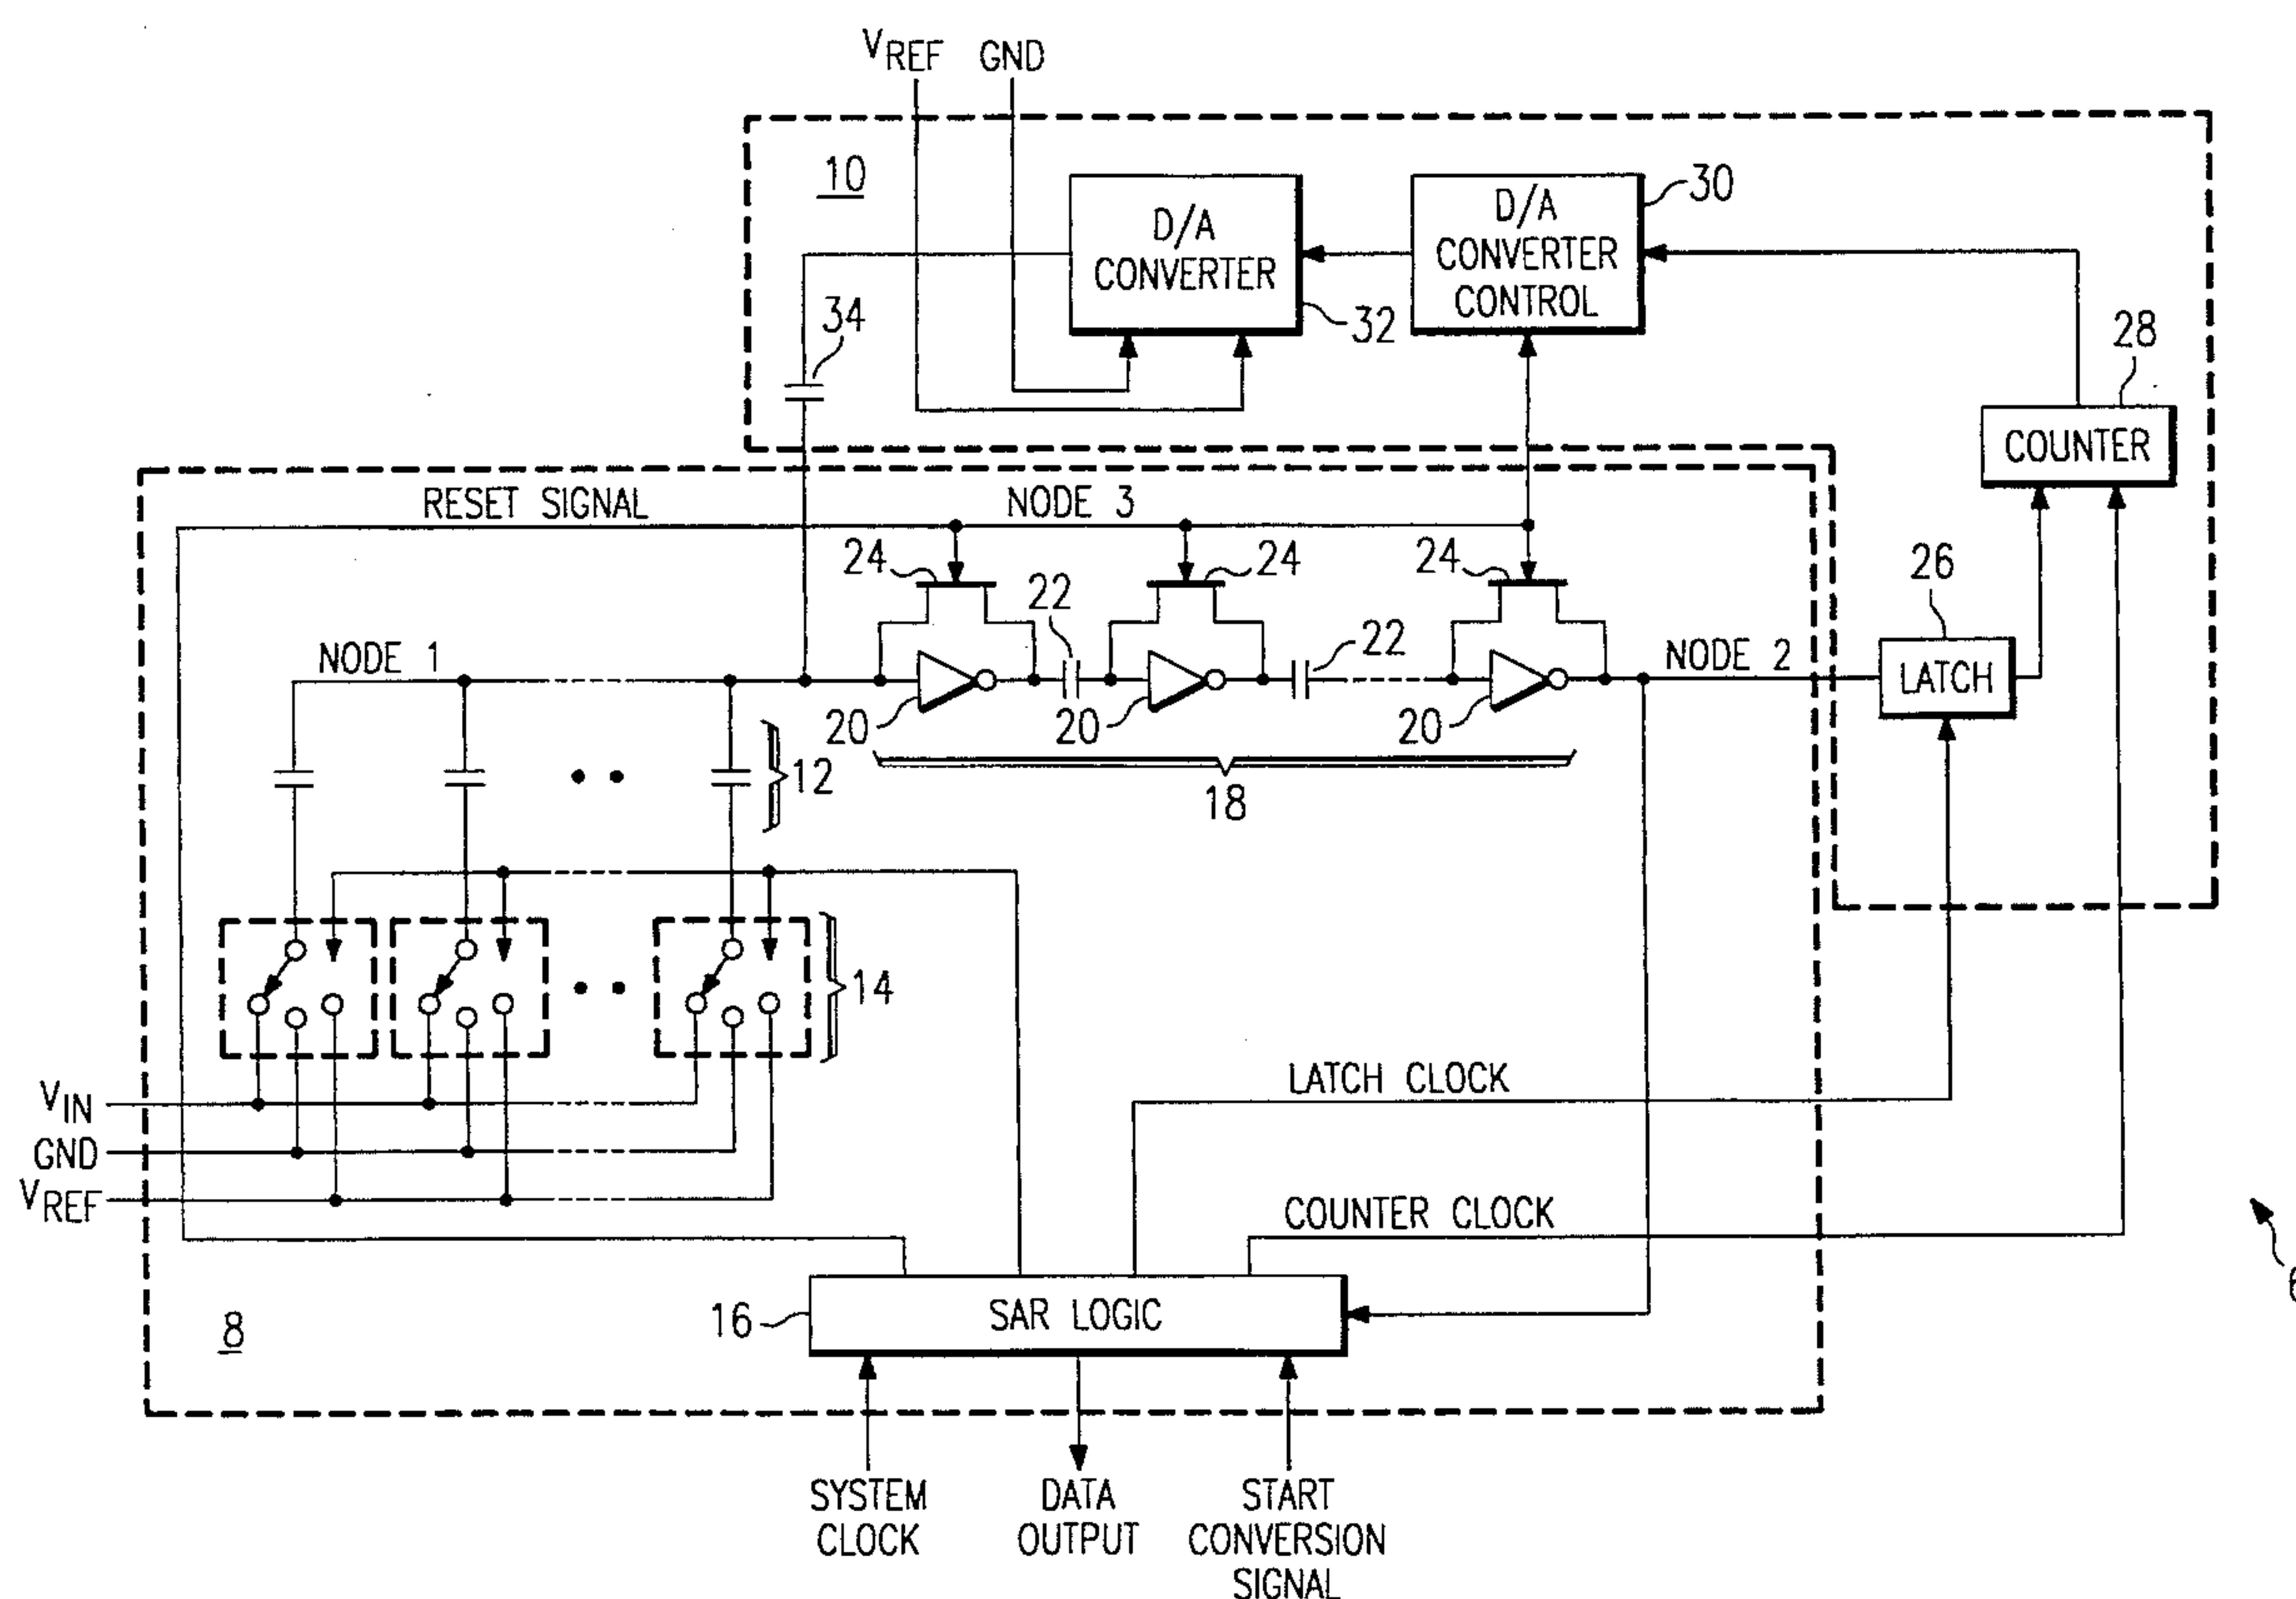 VREF GND
10
D/A
CONVERTER
32
D/A
CONVERTER
CONTROL
30
34
28
COUNTER
RESET SIGNAL
NODE 3
24
24
24
22
22
26
LATCH
NODE 1
NODE 2
20
20
20
12
18
14
VIN
GND
VREF
LATCH CLOCK
COUNTER CLOCK
16
SAR LOGIC
8
6
SYSTEM
CLOCK
DATA
OUTPUT
START
CONVERSION
SIGNAL